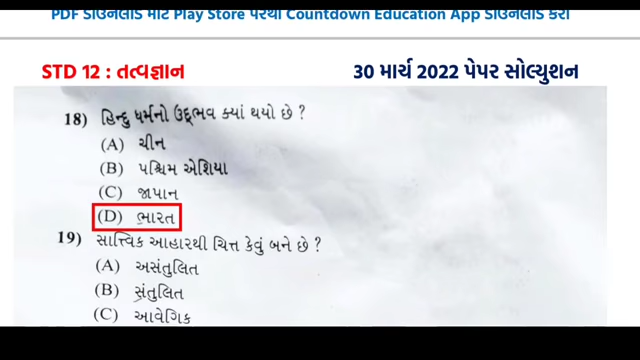 PDF ડાઉનલોડ માટે Play Store પરથી Countdown Education App ડાઉનલોડ કરો
STD 12 : તત્વજ્ઞાન
30 માર્ચ 2022 પેપર સોલ્યુશન
18) હિન્દુ ધર્મનો ઉદ્ભવ ક્યાં થયો છે ?
(A) ચીન
(B) પશ્ચિમ એશિયા
(C) જાપાન
(D) ભારત
19) સાત્ત્વિક આહારથી ચિત્ત કેવું બને છે ?
(A) અસંતુલિત
(B) સંતુલિત
(C) આવેગિક